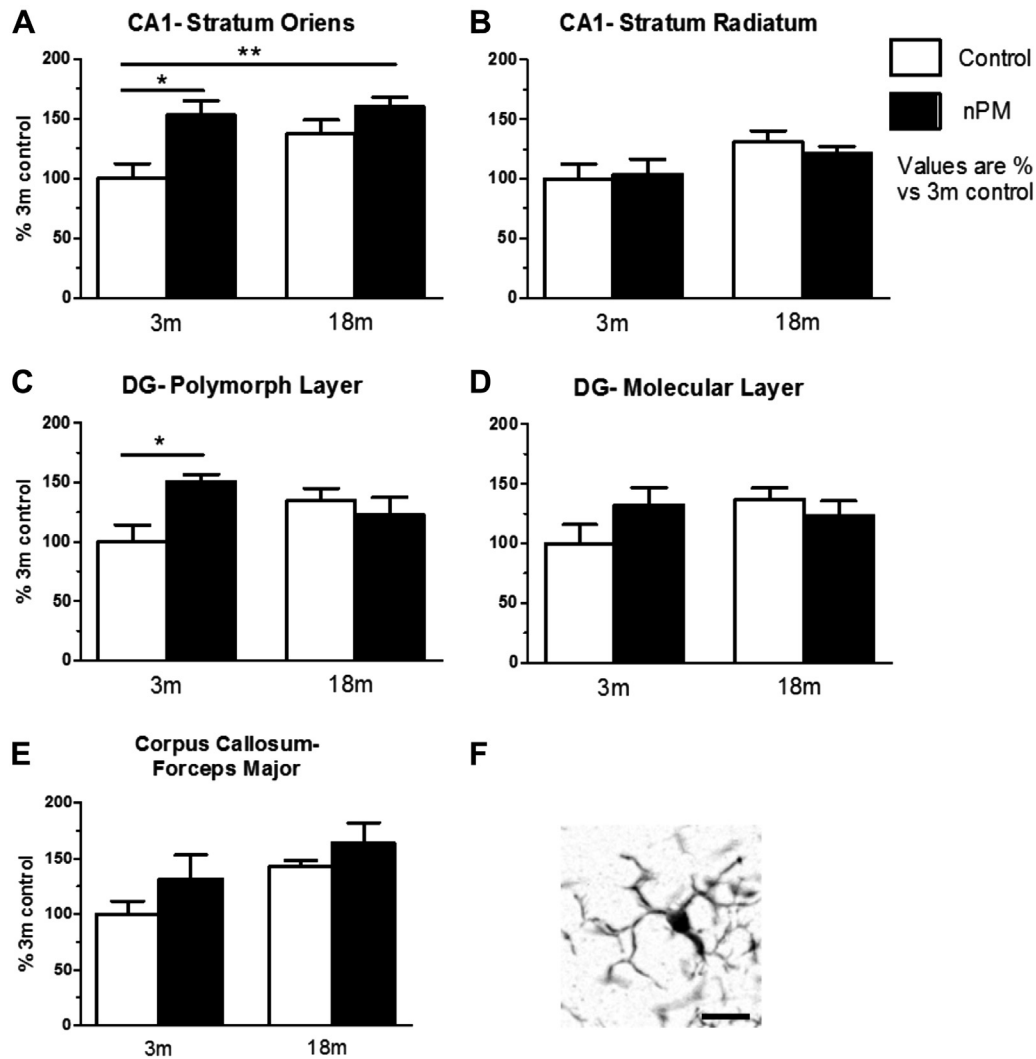 A
CA1- Stratum Oriens
% 3m control
200
150
100
50
0
*
**
3m
18m
B
CA1- Stratum Radiatum
200
150
100
50
0
3m
18m
Control
nPM
Values are %
vs 3m control
C
DG- Polymorph Layer
% 3m control
200
150
100
50
0
*
3m
18m
D
DG- Molecular Layer
200
150
100
50
0
3m
18m
E
Corpus Callosum-
Forceps Major
% 3m control
200
150
100
50
0
3m
18m
F